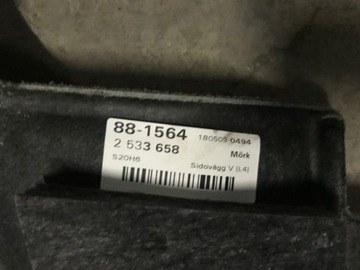 88-1564 180509 0494
2 533 658 Mörk
S20H6 Sidovägg V (L4)